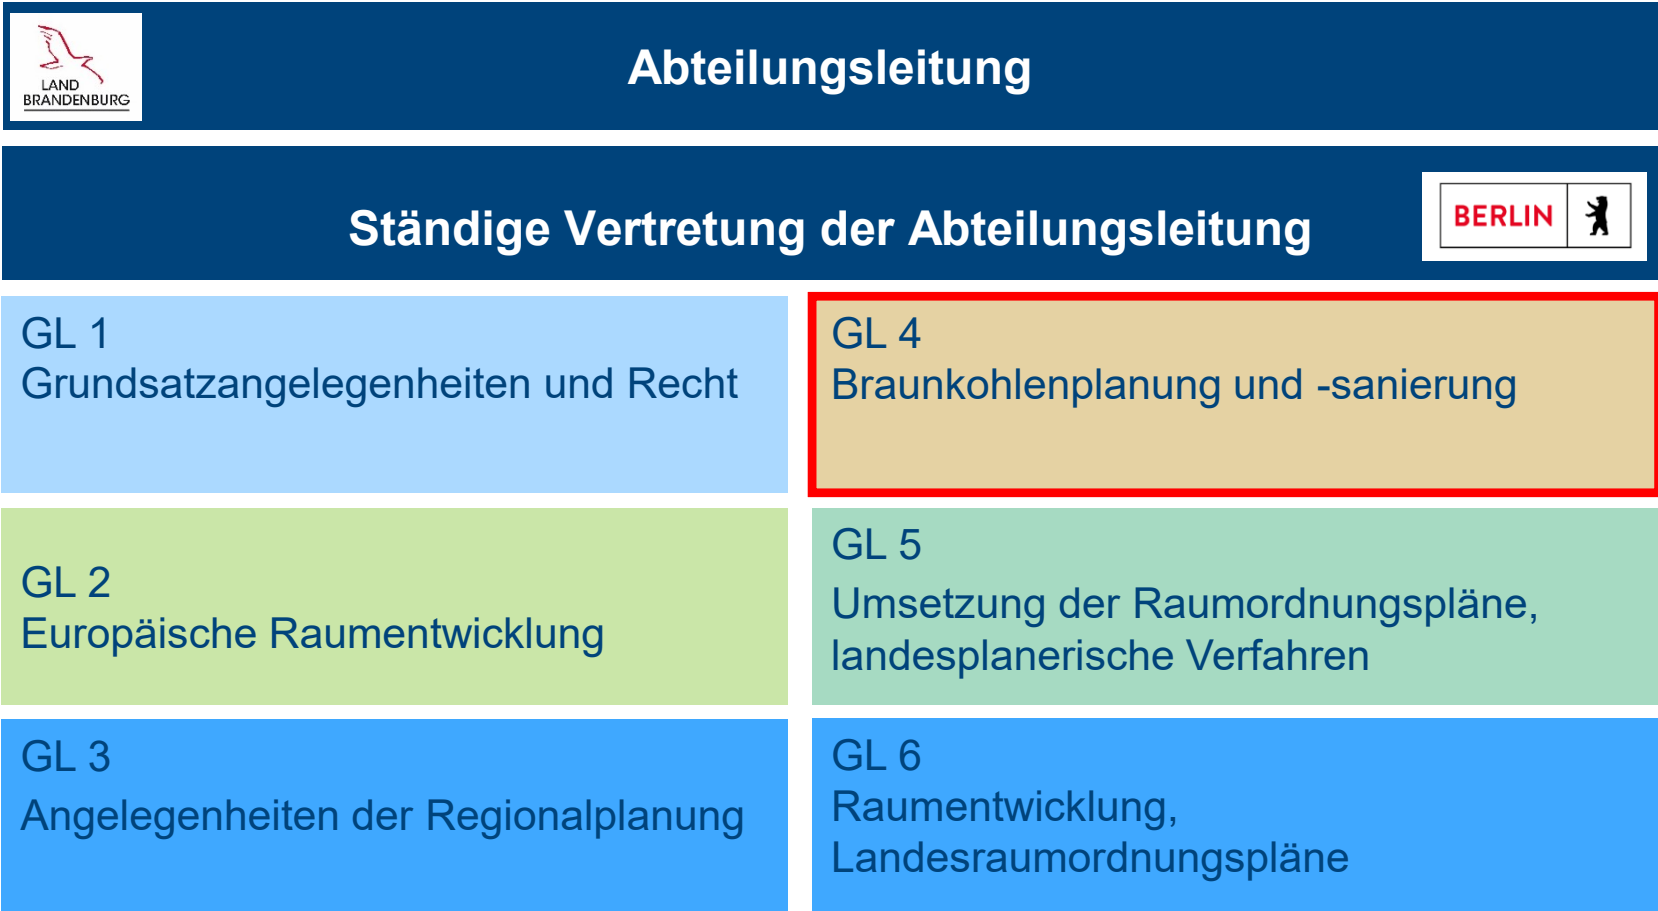 LAND
BRANDENBURG
Abteilungsleitung
Ständige Vertretung der Abteilungsleitung
BERLIN
GL 1
Grundsatzangelegenheiten und Recht
GL 4
Braunkohlenplanung und -sanierung
GL 2
Europäische Raumentwicklung
GL 5
Umsetzung der Raumordnungspläne,
landesplanerische Verfahren
GL 3
Angelegenheiten der Regionalplanung
GL 6
Raumentwicklung,
Landesraumordnungspläne